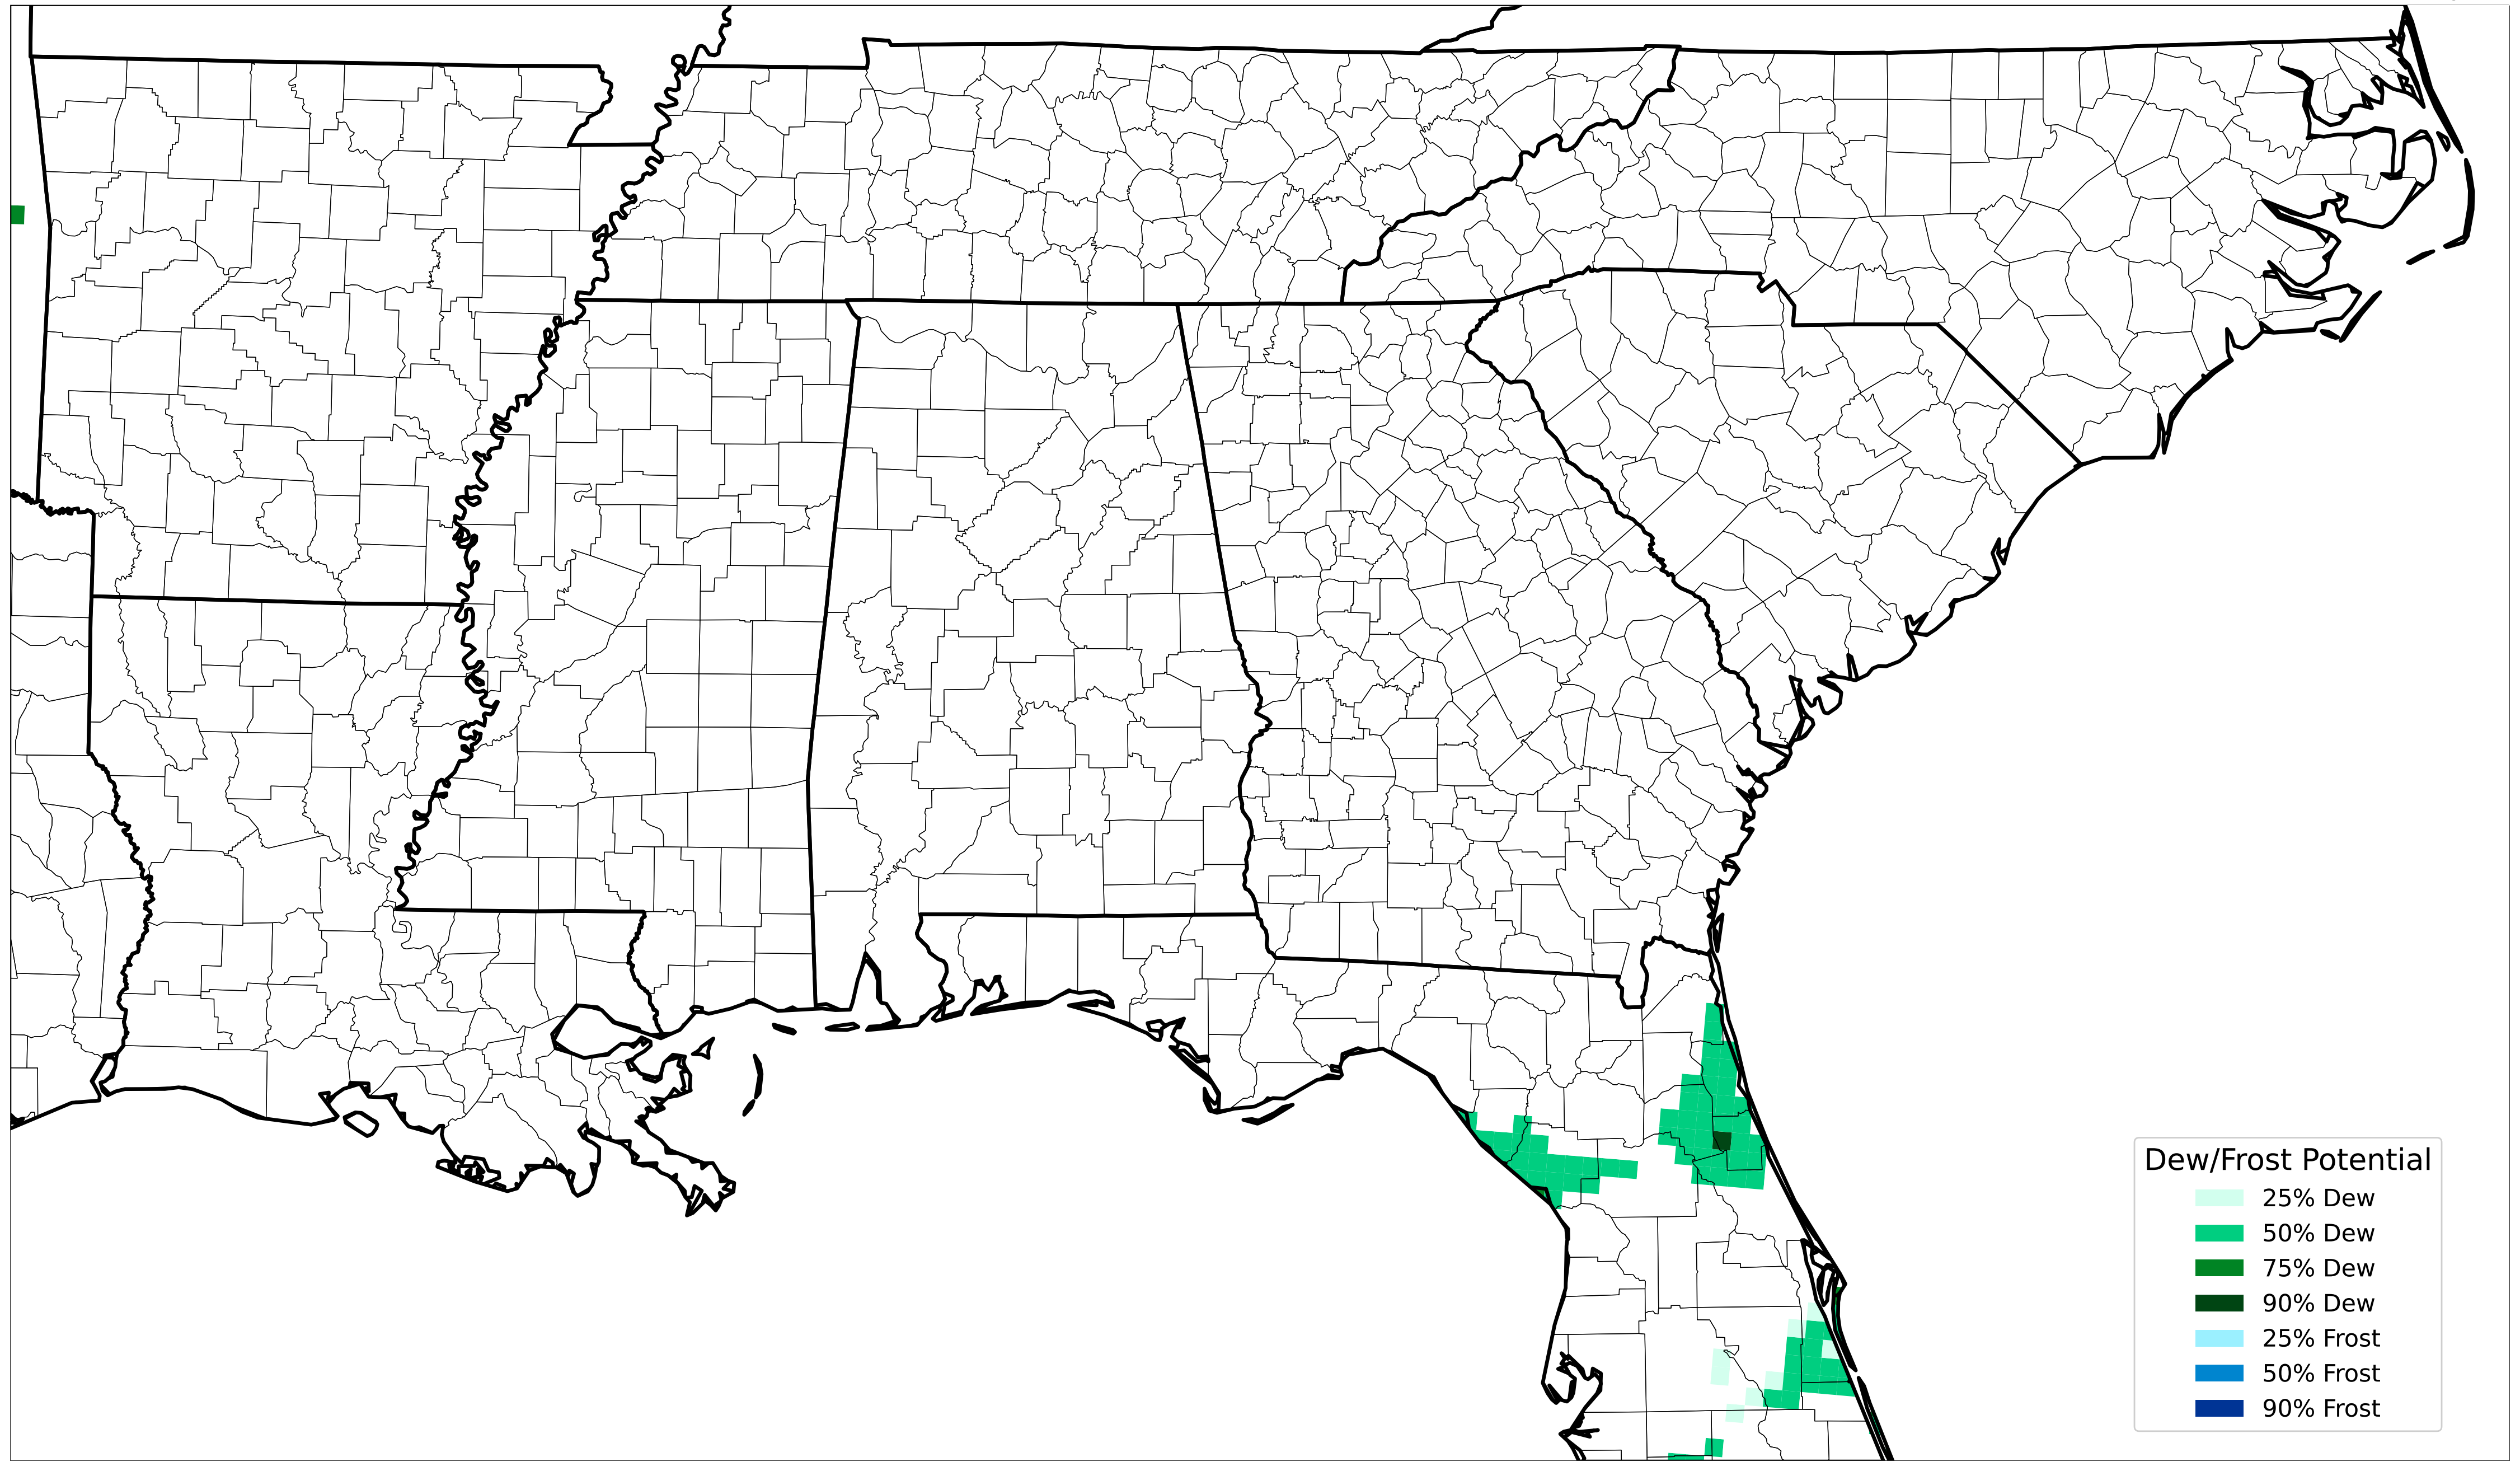 Dew/Frost Potential
25% Dew
50% Dew
75% Dew
90% Dew
25% Frost
50% Frost
90% Frost